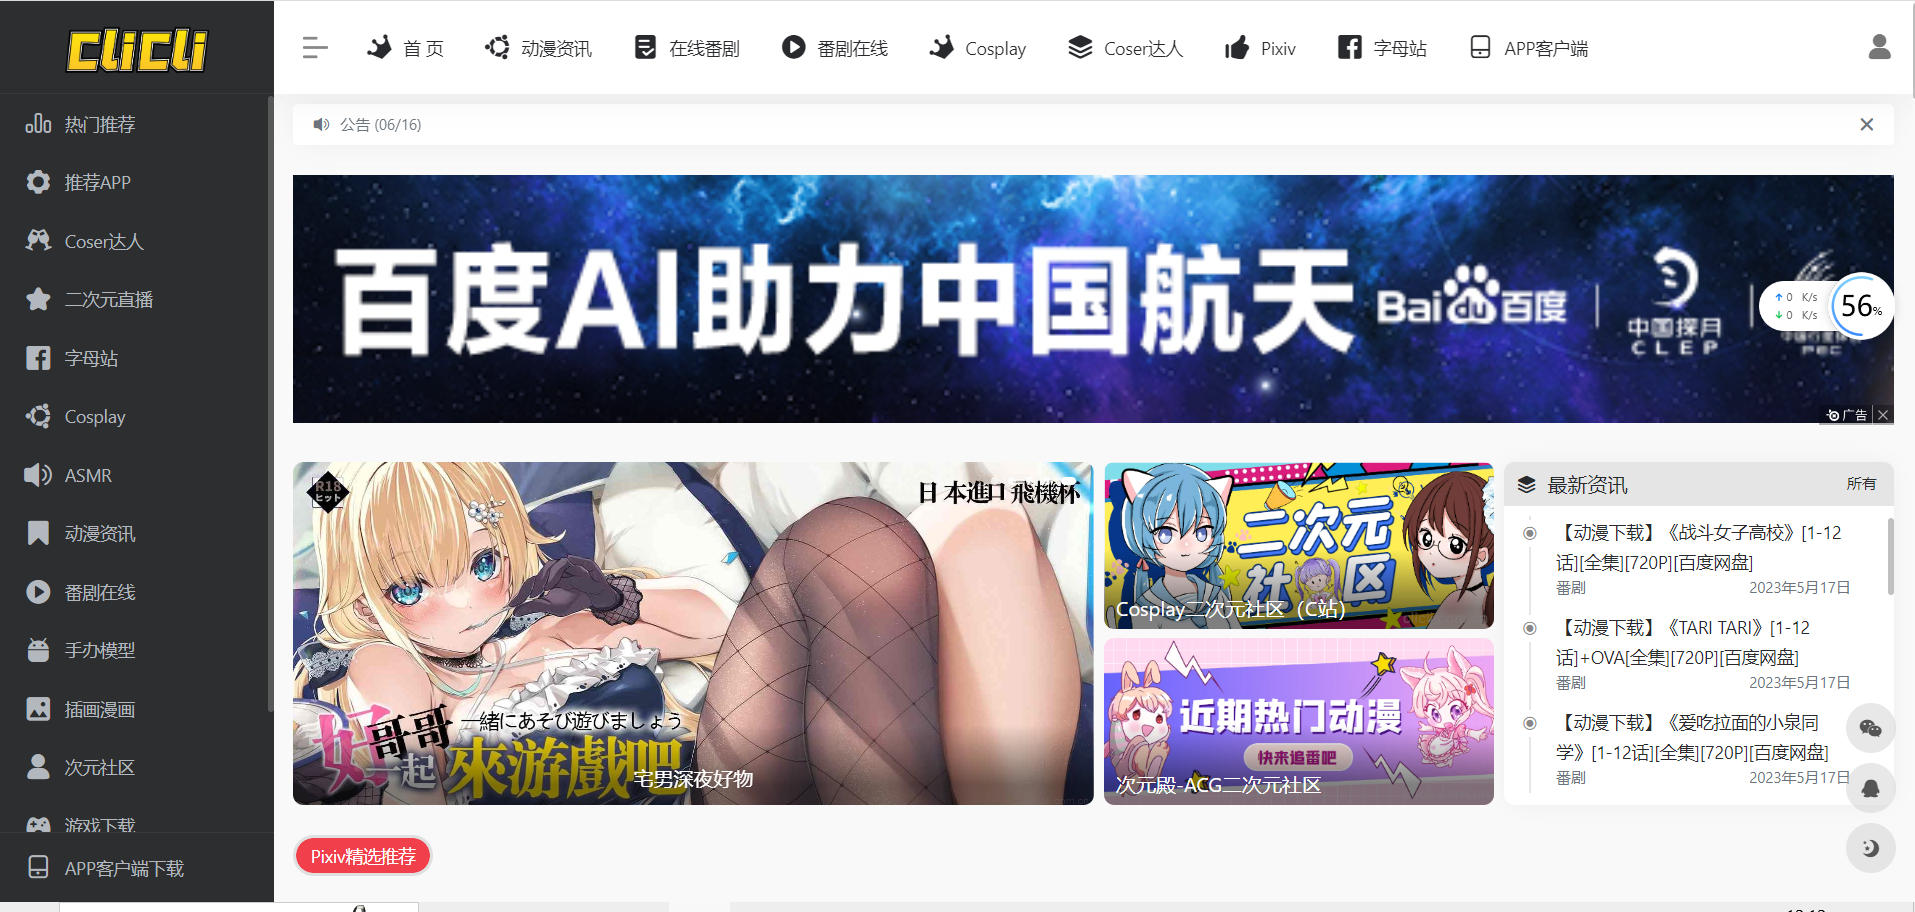 CliCli
首 页
动漫资讯
在线番剧
番剧在线
Cosplay
Coser达人
Pixiv
字母站
APP客户端
热门推荐
推荐APP
Coser达人
二次元直播
字母站
Cosplay
ASMR
动漫资讯
番剧在线
手办模型
插画漫画
次元社区
游戏下载
APP客户端下载
公告 (06/16)
百度AI助力中国航天
Bai du 百度
中国探月
CLEP
↑ 0 K/s
↓ 0 K/s
56%
广告
R18
ヒット
日本進口飛機杯
一緒にあそび遊びましょう
好哥哥
一起來游戲吧
宅男深夜好物
二次元
社区
Cosplay二次元社区（C站）
近期热门动漫
快来追番吧
次元殿-ACG二次元社区
最新资讯
所有
【动漫下载】《战斗女子高校》[1-12
话][全集][720P][百度网盘]
番剧 2023年5月17日
【动漫下载】《TARI TARI》[1-12
话]+OVA[全集][720P][百度网盘]
番剧 2023年5月17日
【动漫下载】《爱吃拉面的小泉同
学》[1-12话][全集][720P][百度网盘]
番剧 2023年5月17日
Pixiv精选推荐